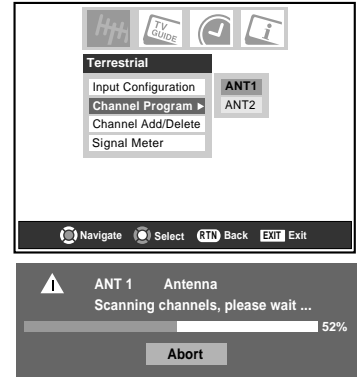 TV
GUIDE
i
Terrestrial
Input Configuration
ANT1
Channel Program ►
ANT2
Channel Add/Delete
Signal Meter
Navigate Select RTN Back EXIT Exit
! ANT 1 Antenna
Scanning channels, please wait ...
52%
Abort